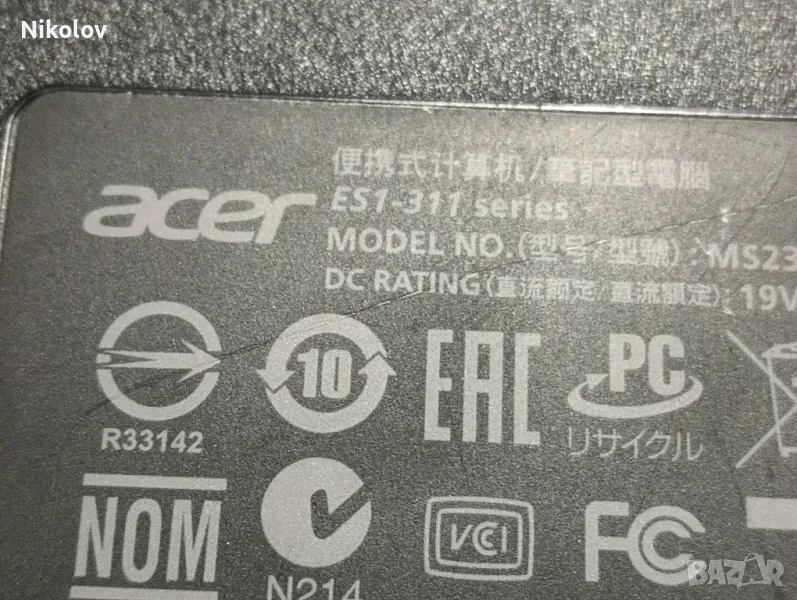 Nikolov
acer
便携式计算机/筆記型電腦
ES1-311 series
MODEL NO.(型号/型號):MS23
DC RATING(直流额定/直流額定):19V
10
EAC
PC
R33142
リサイクル
NOM
N214
VCCI
FC
BAZAR